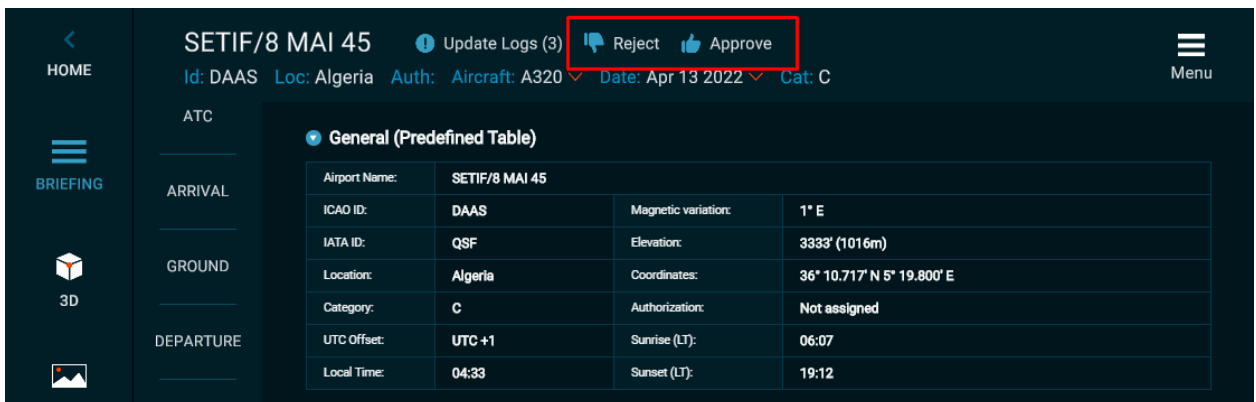 HOME
BRIEFING
3D
SETIF/8 MAI 45 Update Logs (3) Reject Approve
Id: DAAS Loc: Algeria Auth: Aircraft: A320 Date: Apr 13 2022 Cat: C
Menu
ATC
ARRIVAL
GROUND
DEPARTURE
General (Predefined Table)
Airport Name: SETIF/8 MAI 45
ICAO ID: DAAS Magnetic variation: 1° E
IATA ID: QSF Elevation: 3333' (1016m)
Location: Algeria Coordinates: 36° 10.717' N 5° 19.800' E
Category: C Authorization: Not assigned
UTC Offset: UTC +1 Sunrise (LT): 06:07
Local Time: 04:33 Sunset (LT): 19:12